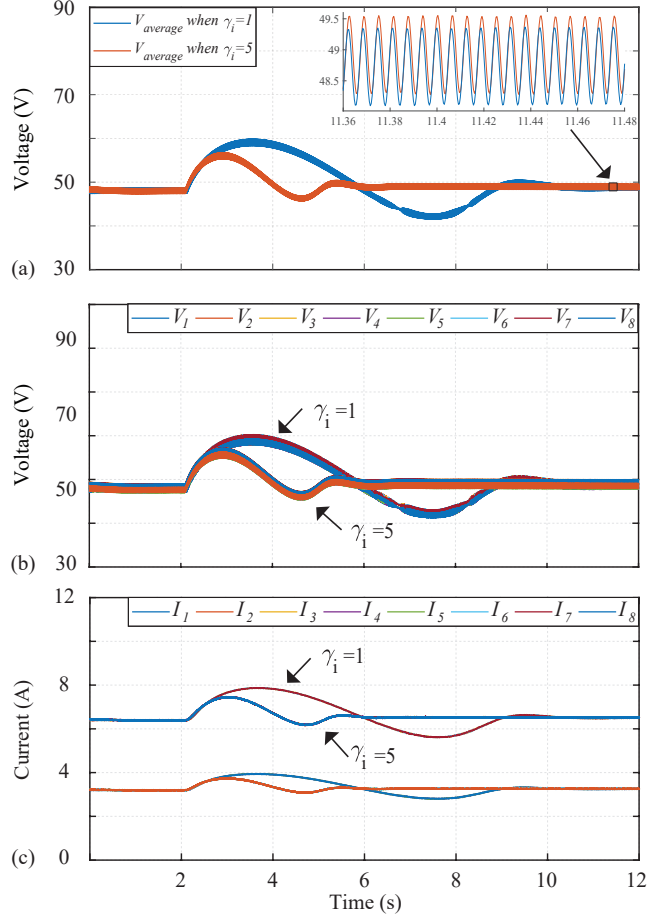 90
V_average when γ_i=1
V_average when γ_i=5
49.5
49
48.5
11.36 11.38 11.4 11.42 11.44 11.46 11.48
70
Voltage (V)
50
(a)
30
V_1 V_2 V_3 V_4 V_5 V_6 V_7 V_8
90
γ_i=1
70
Voltage (V)
50
γ_i=5
(b)
30
12
I_1 I_2 I_3 I_4 I_5 I_6 I_7 I_8
γ_i=1
8
Current (A)
γ_i=5
4
(c)
0
2 4 6 8 10 12
Time (s)